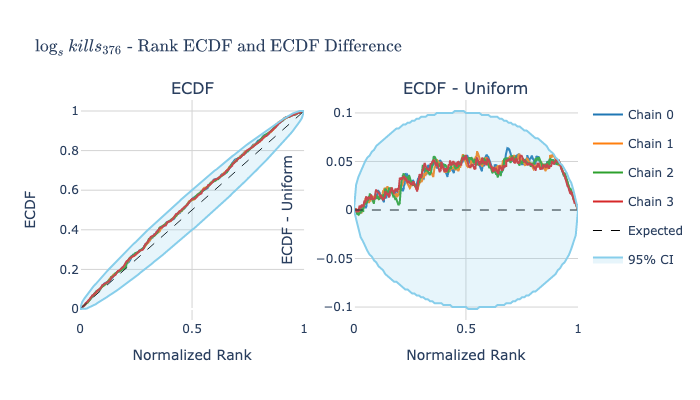 log_s kills_376 - Rank ECDF and ECDF Difference
ECDF
ECDF
0
0.2
0.4
0.6
0.8
1
0
0.5
1
Normalized Rank
ECDF - Uniform
ECDF - Uniform
0.1
0.05
0
−0.05
−0.1
0
0.5
1
Normalized Rank
Chain 0
Chain 1
Chain 2
Chain 3
Expected
95% CI